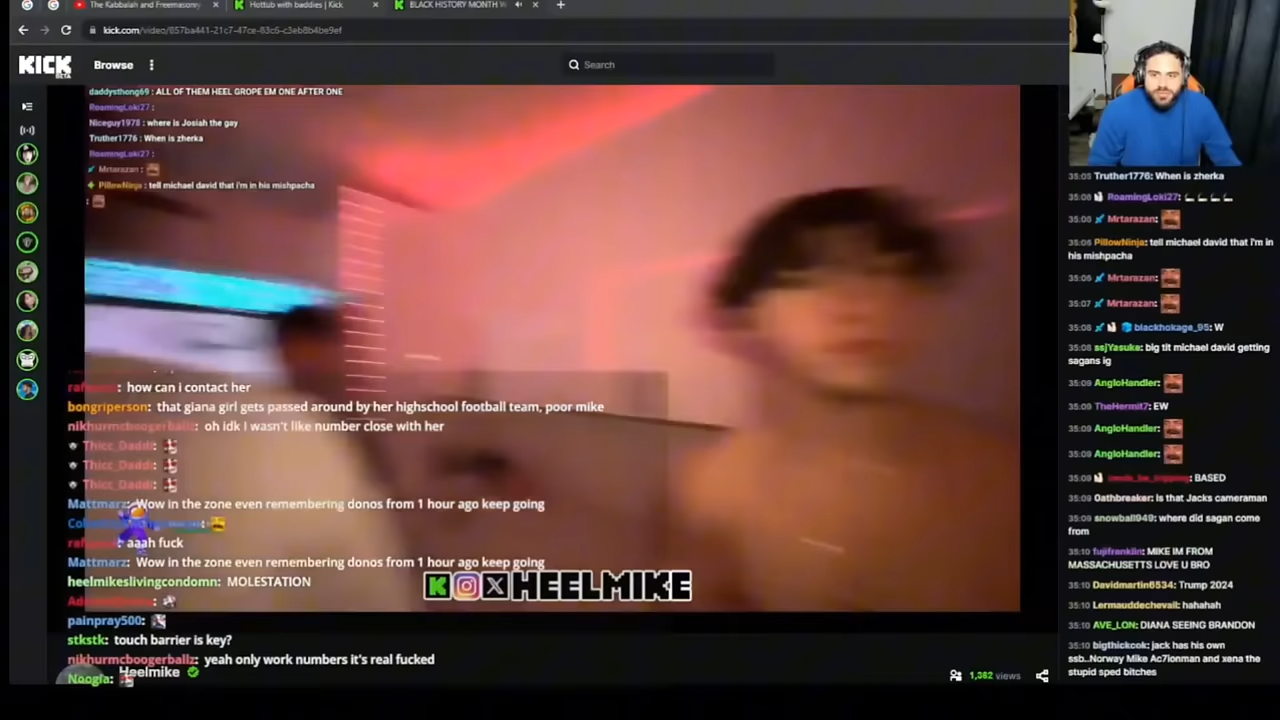 The Kabbalah and Freemasonry
Hottub with baddies | Kick
BLACK HISTORY MONTH
kick.com/video/857ba441-21c7-47ce-83c6-c3eb8b4be9ef
KICK
BETA
Browse
Search
daddysthong69 : ALL OF THEM HEEL GROPE EM ONE AFTER ONE
RoamingLoki27 :
Niceguy1978 : where is Josiah the gay
Truther1776 : When is zherka
RoamingLoki27 :
Mrtarazan :
PillowNinja : tell michael david that i'm in his mishpacha
:
how can i contact her
bongriperson: that giana girl gets passed around by her highschool football team, poor mike
nikhurmcboogerballz: oh idk I wasn't like number close with her
Thicc_Daddi:
Thicc_Daddi:
Thicc_Daddi:
Mattmarz: Wow in the zone even remembering donos from 1 hour ago keep going
aaah fuck
Mattmarz: Wow in the zone even remembering donos from 1 hour ago keep going
heelmikeslivingcondomn: MOLESTATION
painpray500:
stkstk: touch barrier is key?
nikhurmcboogerballz: yeah only work numbers it's real fucked
Noogia:
HEELMIKE
Heelmike
1,362 views
35:05 Truther1776: When is zherka
35:06 RoamingLoki27:
35:06 Mrtarazan:
35:06 PillowNinja: tell michael david that i'm in
his mishpacha
35:06 Mrtarazan:
35:07 Mrtarazan:
35:08 blackhokage_95: W
35:08 ssjYasuke: big tit michael david getting
sagans ig
35:09 AngloHandler:
35:09 TheHermit7: EW
35:09 AngloHandler:
35:09 AngloHandler:
35:09 BASED
35:09 Oathbreaker: is that Jacks cameraman
35:09 snowball949: where did sagan come
from
35:10 fujifranklin: MIKE IM FROM
MASSACHUSETTS LOVE U BRO
35:10 Davidmartin6534: Trump 2024
35:10 Lermauddechevail: hahahah
35:10 AVE_LON: DIANA SEEING BRANDON
35:10 bigthickcok: jack has his own
ssb..Norway Mike Ac7ionman and xena the
stupid sped bitches